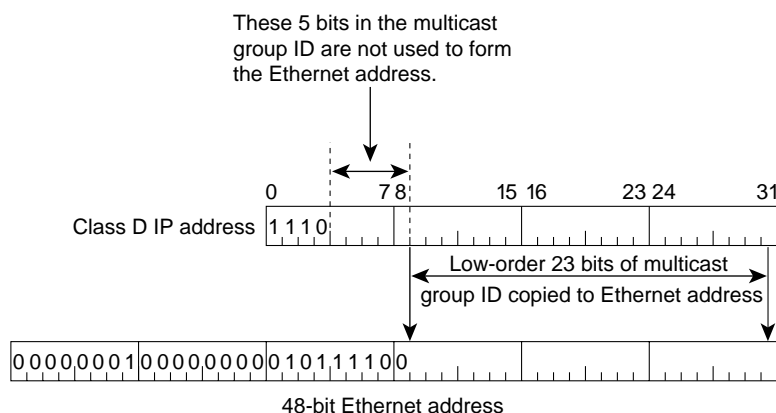 These 5 bits in the multicast
group ID are not used to form
the Ethernet address.
0 7 8 15 16 23 24 31
Class D IP address 1 1 1 0
Low-order 23 bits of multicast
group ID copied to Ethernet address
0 0 0 0 0 0 0 1 0 0 0 0 0 0 0 0 0 1 0 1 1 1 1 0 0
48-bit Ethernet address